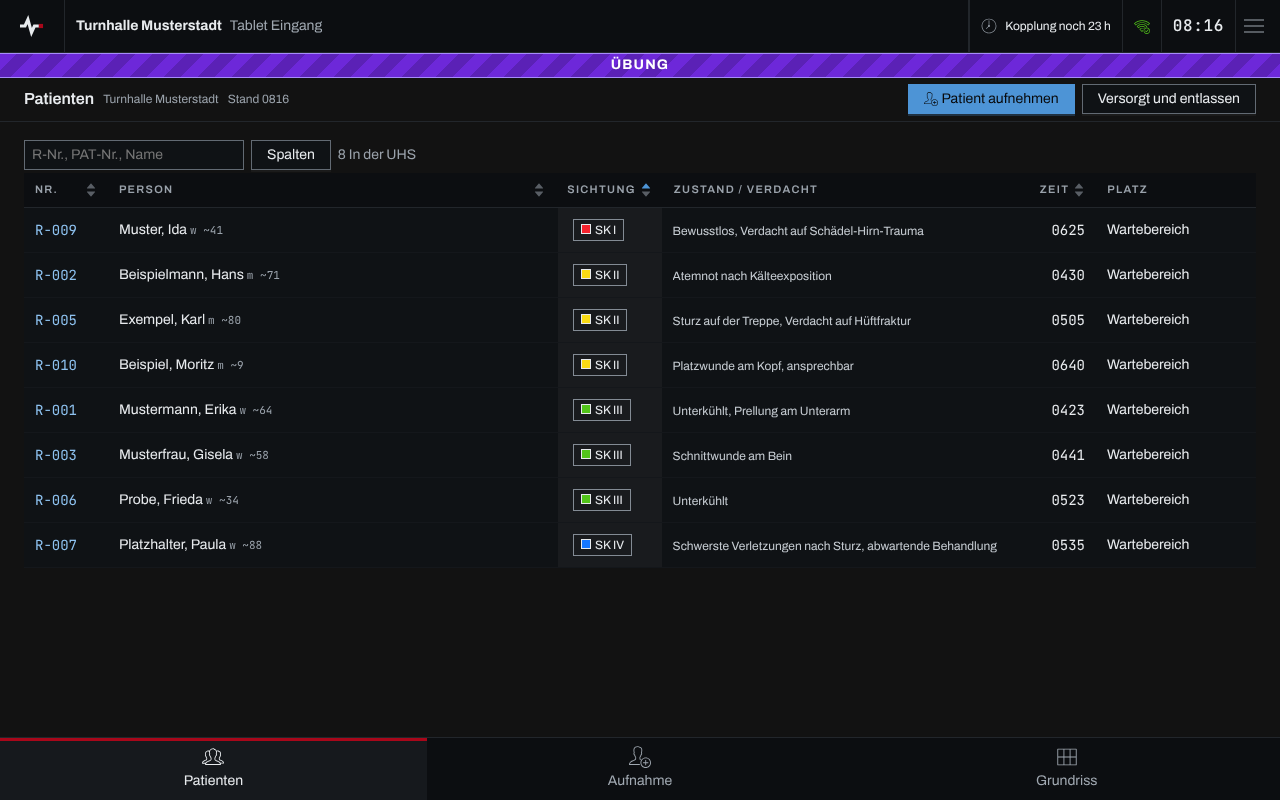 Turnhalle Musterstadt Tablet Eingang Kopplung noch 23 h 08:16
ÜBUNG
Patienten Turnhalle Musterstadt Stand 0816 Patient aufnehmen Versorgt und entlassen
R-Nr., PAT-Nr., Name Spalten 8 In der UHS
NR. PERSON SICHTUNG ZUSTAND / VERDACHT ZEIT PLATZ
R-009 Muster, Ida w ~41 SK I Bewusstlos, Verdacht auf Schädel-Hirn-Trauma 0625 Wartebereich
R-002 Beispielmann, Hans m ~71 SK II Atemnot nach Kälteexposition 0430 Wartebereich
R-005 Exempel, Karl m ~80 SK II Sturz auf der Treppe, Verdacht auf Hüftfraktur 0505 Wartebereich
R-010 Beispiel, Moritz m ~9 SK II Platzwunde am Kopf, ansprechbar 0640 Wartebereich
R-001 Mustermann, Erika w ~64 SK III Unterkühlt, Prellung am Unterarm 0423 Wartebereich
R-003 Musterfrau, Gisela w ~58 SK III Schnittwunde am Bein 0441 Wartebereich
R-006 Probe, Frieda w ~34 SK III Unterkühlt 0523 Wartebereich
R-007 Platzhalter, Paula w ~88 SK IV Schwerste Verletzungen nach Sturz, abwartende Behandlung 0535 Wartebereich
Patienten Aufnahme Grundriss